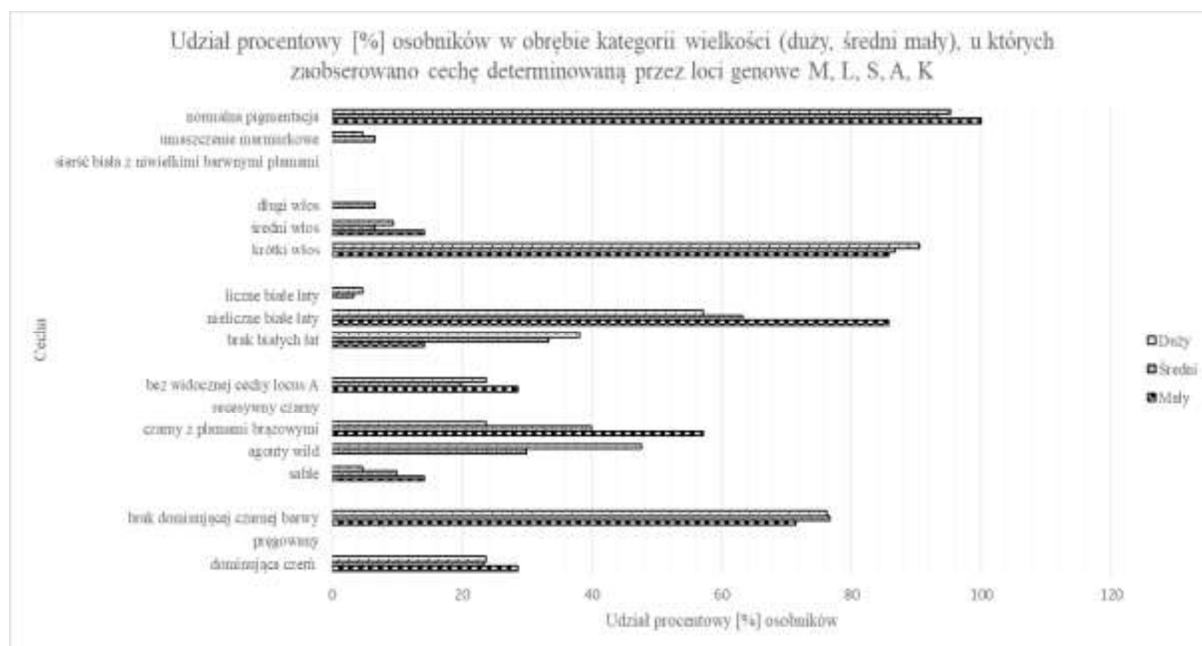 Udział procentowy [%] osobników w obrębie kategorii wielkości (duży, średni mały), u których
zaobserowano cechę determinowaną przez loci genowe M, L, S, A, K
normalna pigmentacja
umaszczenie marmurkowe
sierść biała z niwielkimi barwnymi plamami
długi włos
średni włos
krótki włos
liczne białe łaty
nieliczne białe łaty
brak białych łat
bez widocznej cechy locus A
recesywny czarny
czarny z plamami brązowymi
agouty wild
sable
brak dominującej czarnej barwy
pręgowany
dominująca czerń
Cecha
Duży
Średni
Mały
0 20 40 60 80 100 120
Udział procentowy [%] osobników